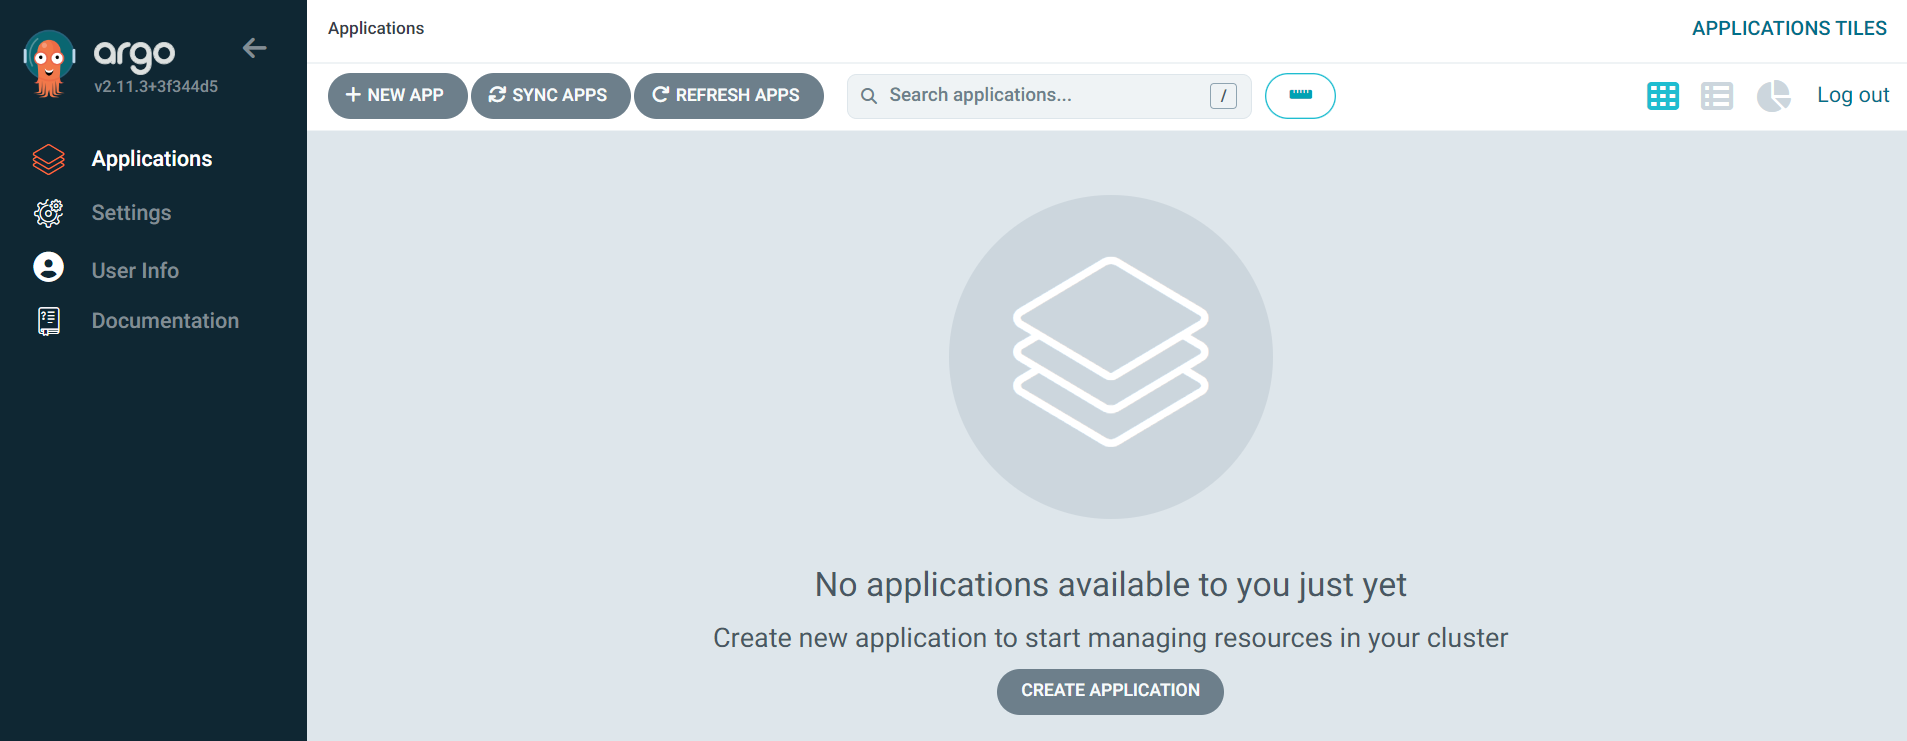 argo
v2.11.3+3f344d5
Applications
Settings
User Info
Documentation
Applications
APPLICATIONS TILES
+ NEW APP
SYNC APPS
REFRESH APPS
Search applications...
/
Log out
No applications available to you just yet
Create new application to start managing resources in your cluster
CREATE APPLICATION